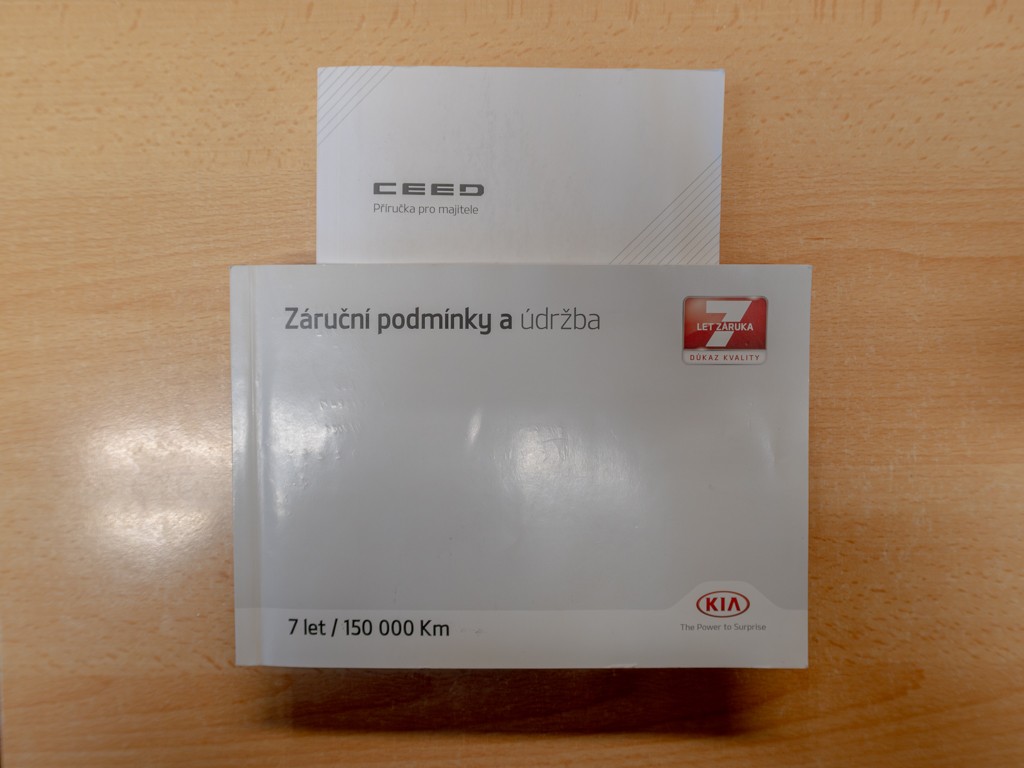 CEED
Příručka pro majitele
Záruční podmínky a údržba
7
LET ZÁRUKA
DŮKAZ KVALITY
7 let / 150 000 Km
KIA
The Power to Surprise